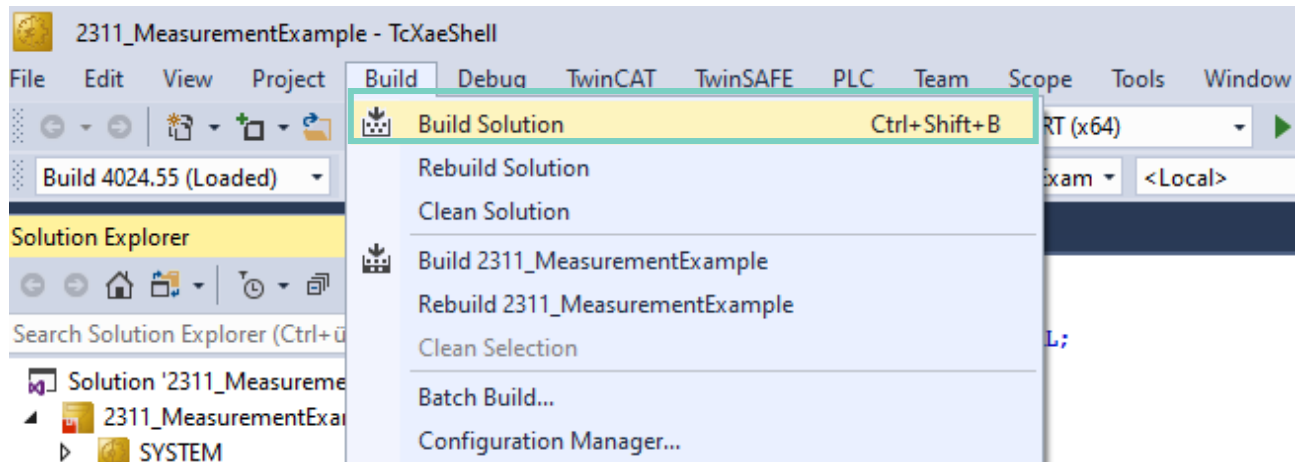 2311_MeasurementExample - TcXaeShell
File Edit View Project Build Debug TwinCAT TwinSAFE PLC Team Scope Tools Window
Build Solution Ctrl+Shift+B
RT (x64)
Build 4024.55 (Loaded)
Rebuild Solution
Exam <Local>
Clean Solution
Solution Explorer
Build 2311_MeasurementExample
Rebuild 2311_MeasurementExample
Search Solution Explorer (Ctrl+ü
L;
Clean Selection
Solution '2311_Measureme
Batch Build...
2311_MeasurementExa
Configuration Manager...
SYSTEM